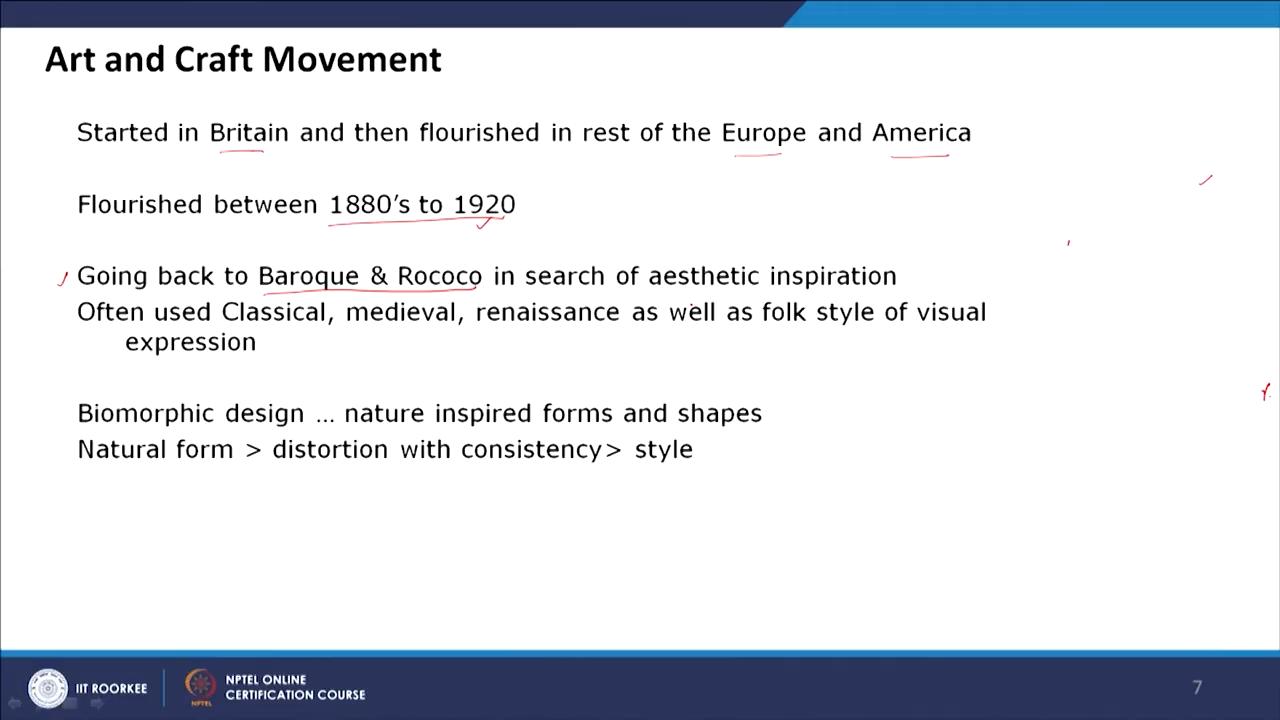 Art and Craft Movement
Started in Britain and then flourished in rest of the Europe and America
Flourished between 1880's to 1920
Going back to Baroque & Rococo in search of aesthetic inspiration
Often used Classical, medieval, renaissance as well as folk style of visual
expression
Biomorphic design ... nature inspired forms and shapes
Natural form > distortion with consistency> style
IIT ROORKEE
NPTEL ONLINE
CERTIFICATION COURSE
7